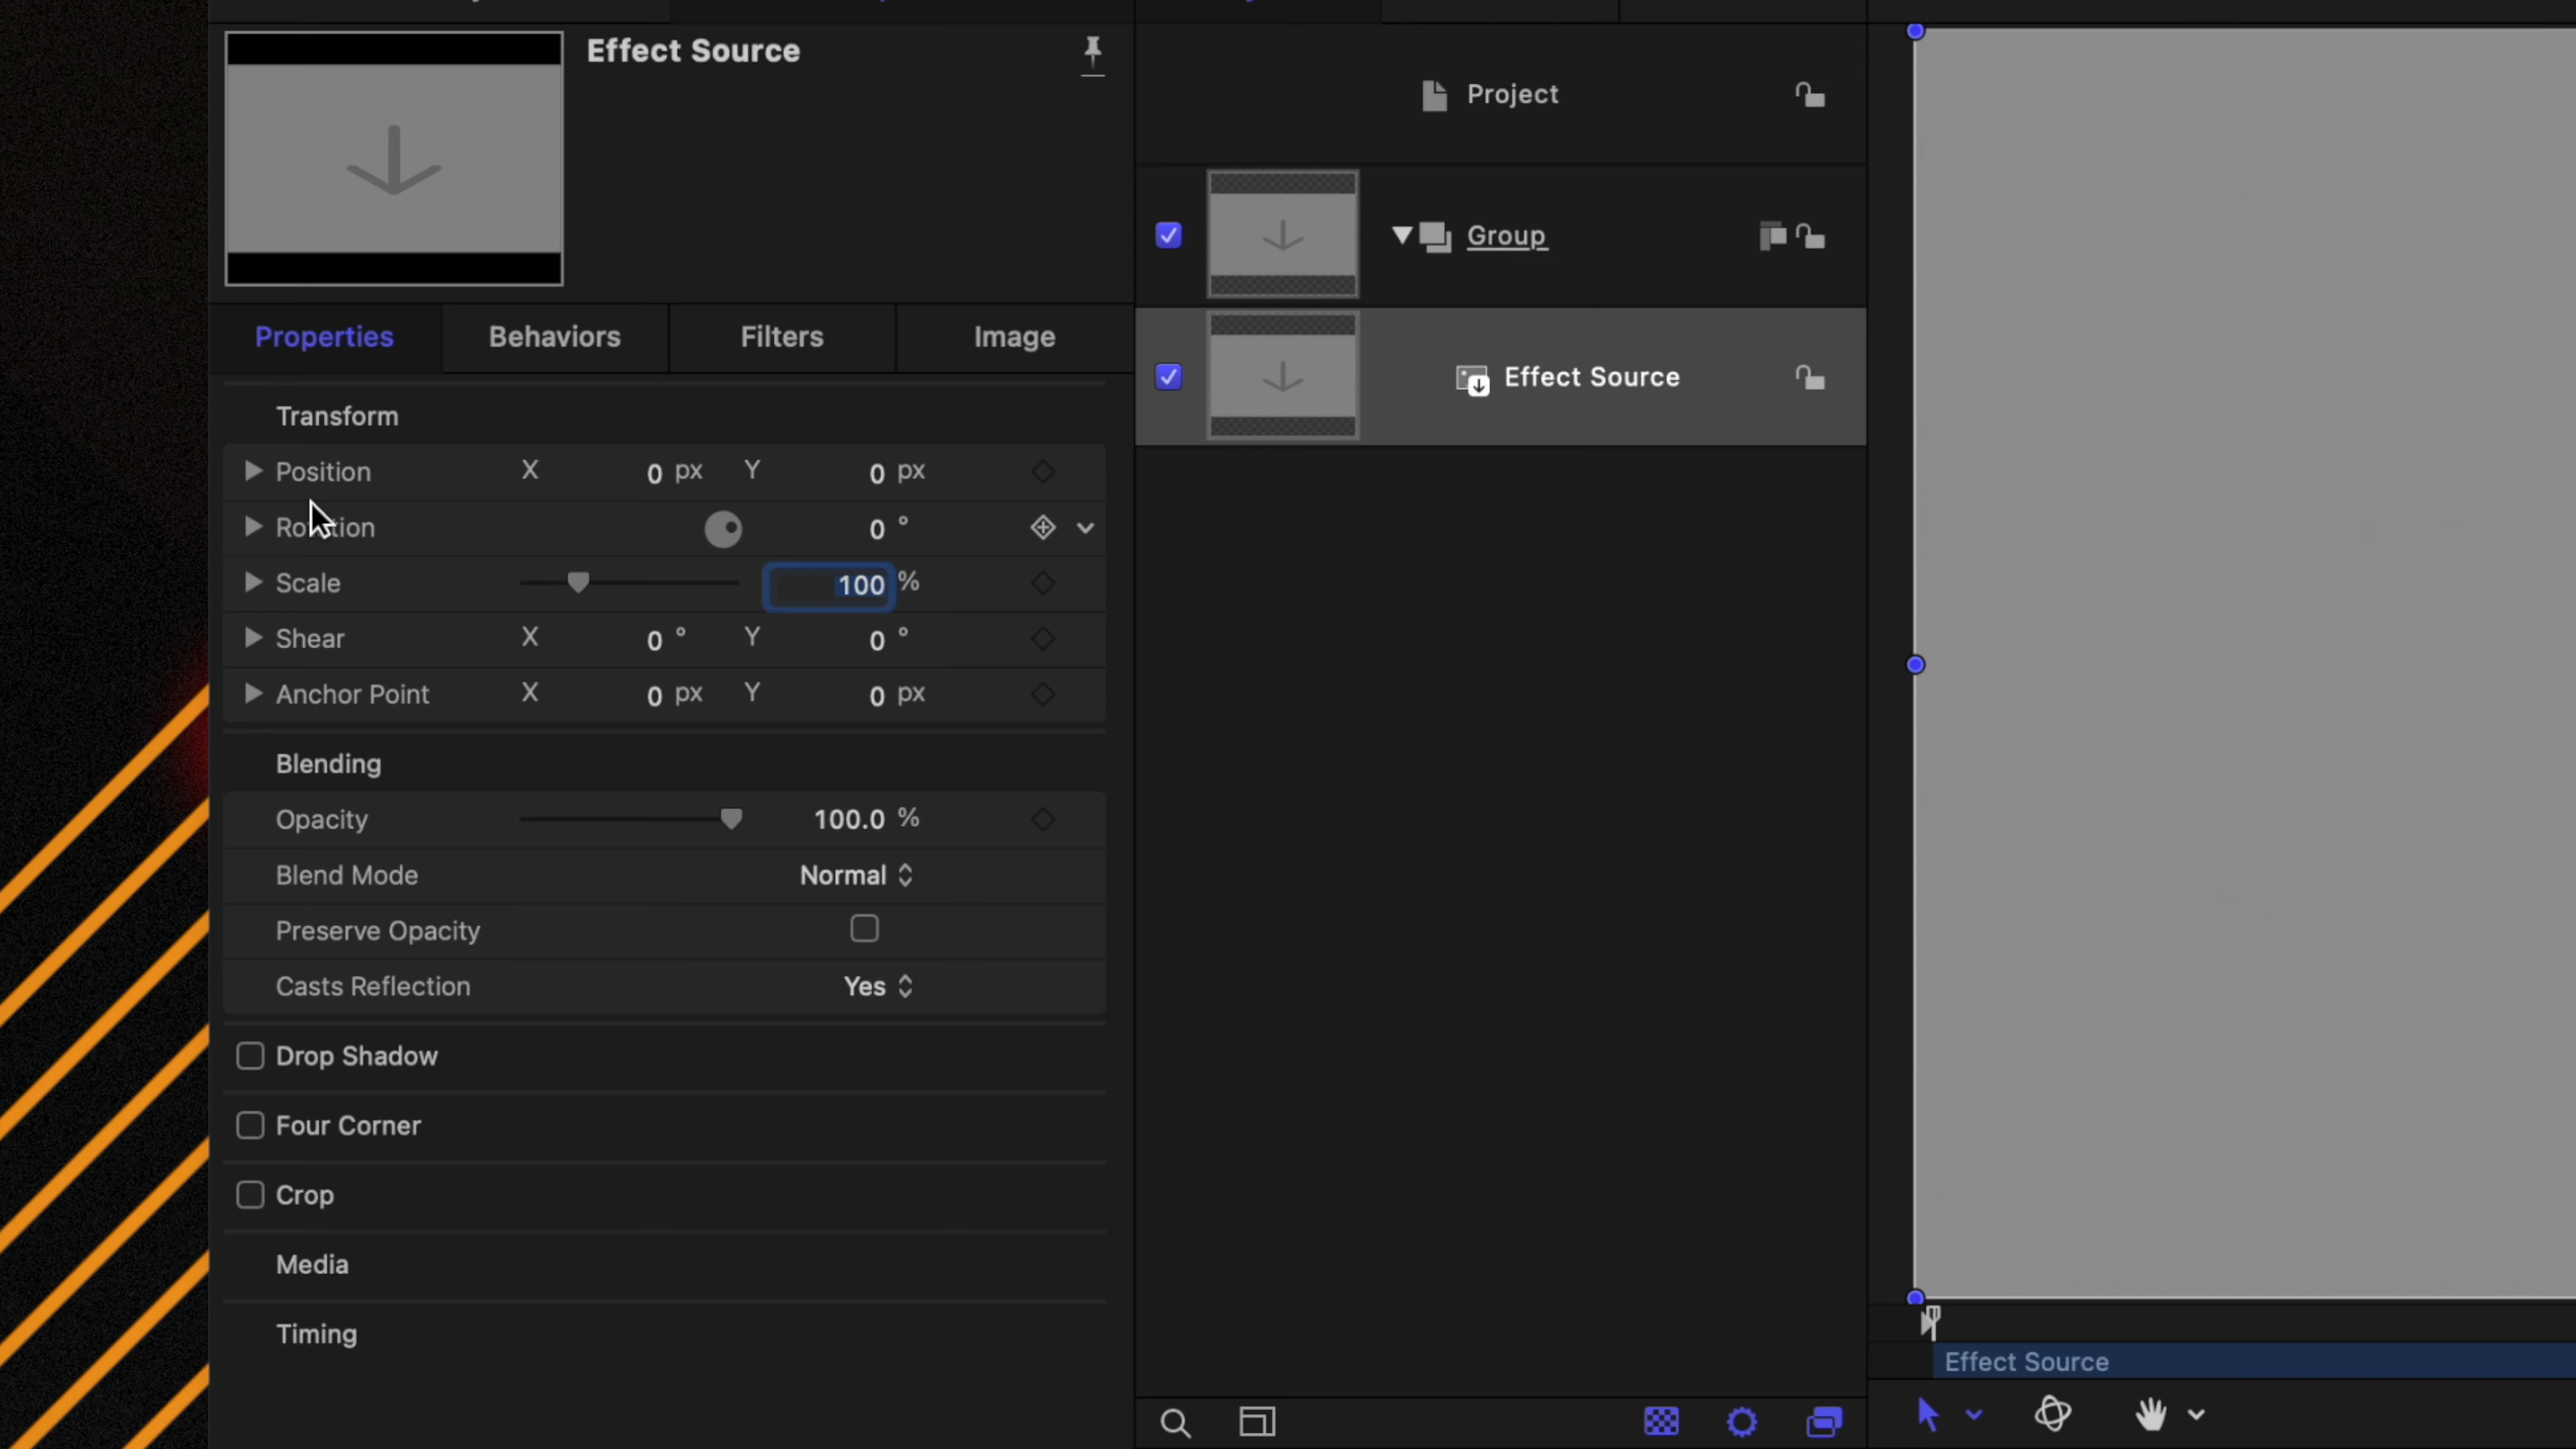 Effect Source
Properties Behaviors Filters Image
Transform
Position X 0 px Y 0 px
Rotation 0 °
Scale 100 %
Shear X 0 ° Y 0 °
Anchor Point X 0 px Y 0 px
Blending
Opacity 100.0 %
Blend Mode Normal
Preserve Opacity
Casts Reflection Yes
Drop Shadow
Four Corner
Crop
Media
Timing
Project
Group
Effect Source
Effect Source